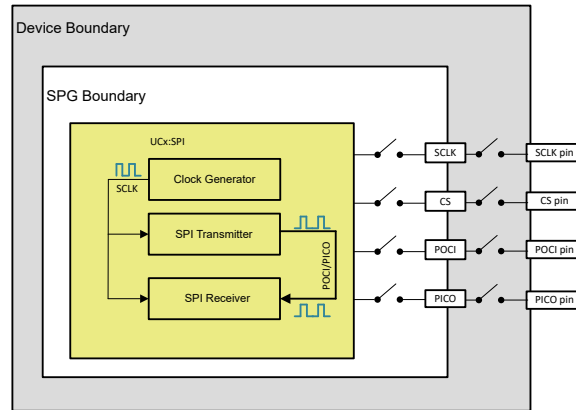 Device Boundary
SPG Boundary
UCx:SPI
SCLK
Clock Generator
SPI Transmitter
POCI/PICO
SPI Receiver
SCLK
SCLK pin
CS
CS pin
POCI
POCI pin
PICO
PICO pin